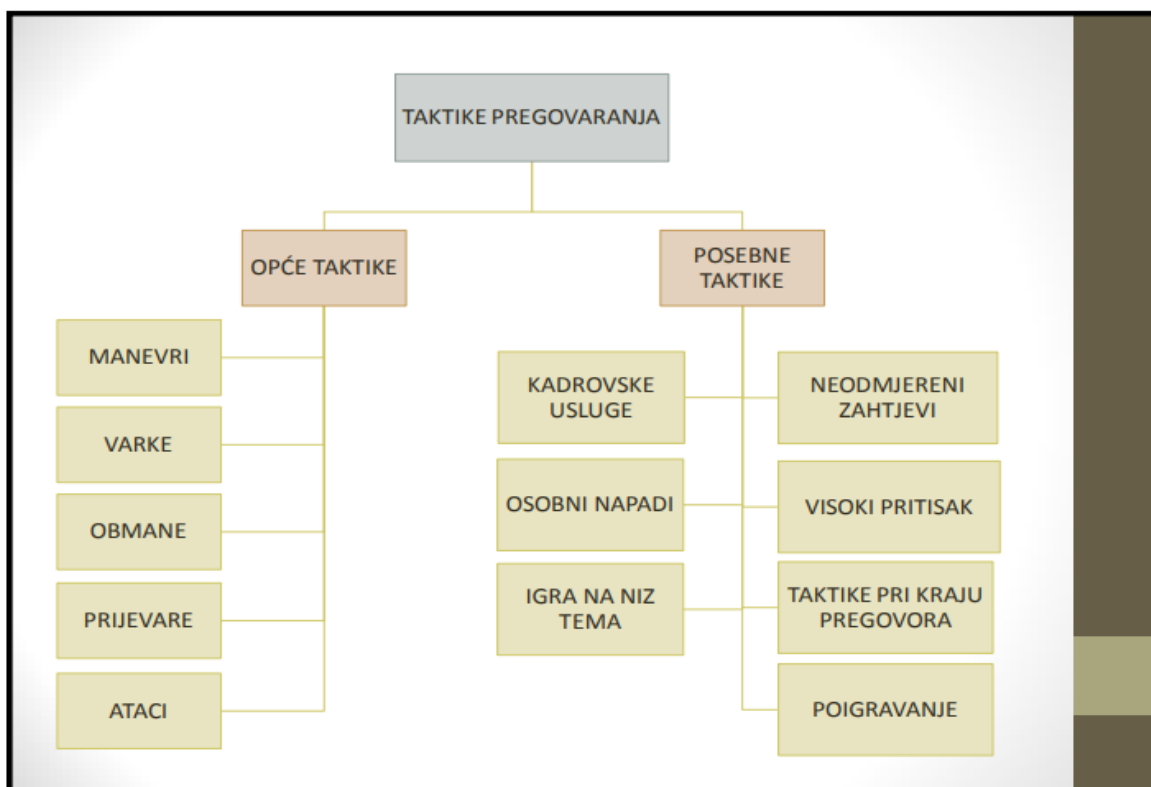 TAKTIKE PREGOVARANJA
OPĆE TAKTIKE
MANEVRI
VARKE
OBMANE
PRIJEVARE
ATACI
POSEBNE
TAKTIKE
KADROVSKE
USLUGE
OSOBNI NAPADI
IGRA NA NIZ
TEMA
NEODMJERENI
ZAHTJEVI
VISOKI PRITISAK
TAKTIKE PRI KRAJU
PREGOVORA
POIGRAVANJE